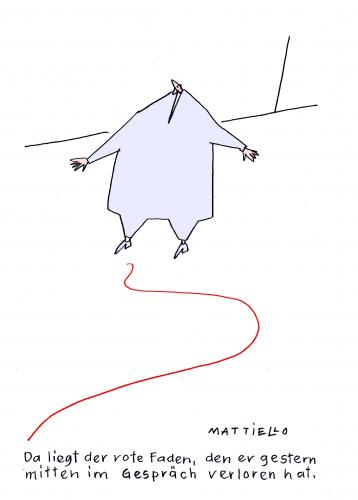 MATTIELLO
Da liegt der rote Faden, den er gestern
mitten im Gespräch verloren hat.